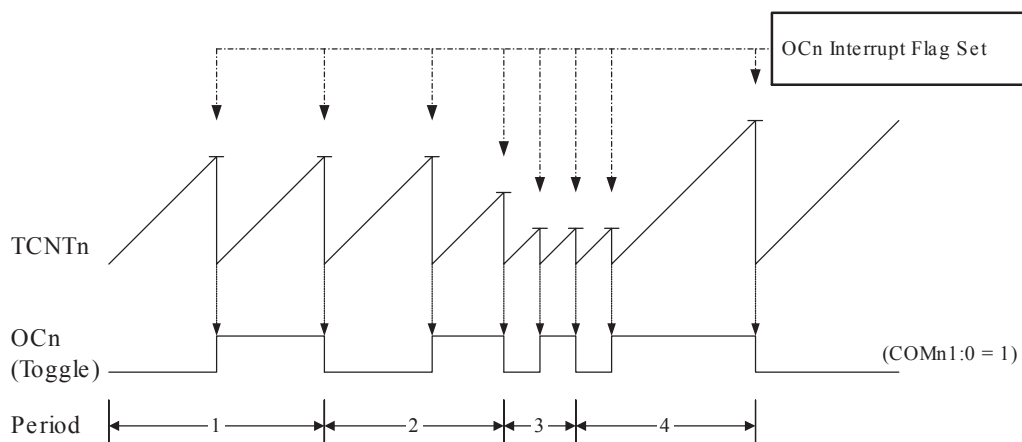 OCn Interrupt Flag Set
TCNTn
OCn
(Toggle)
(COMn1:0 = 1)
Period
1
2
3
4